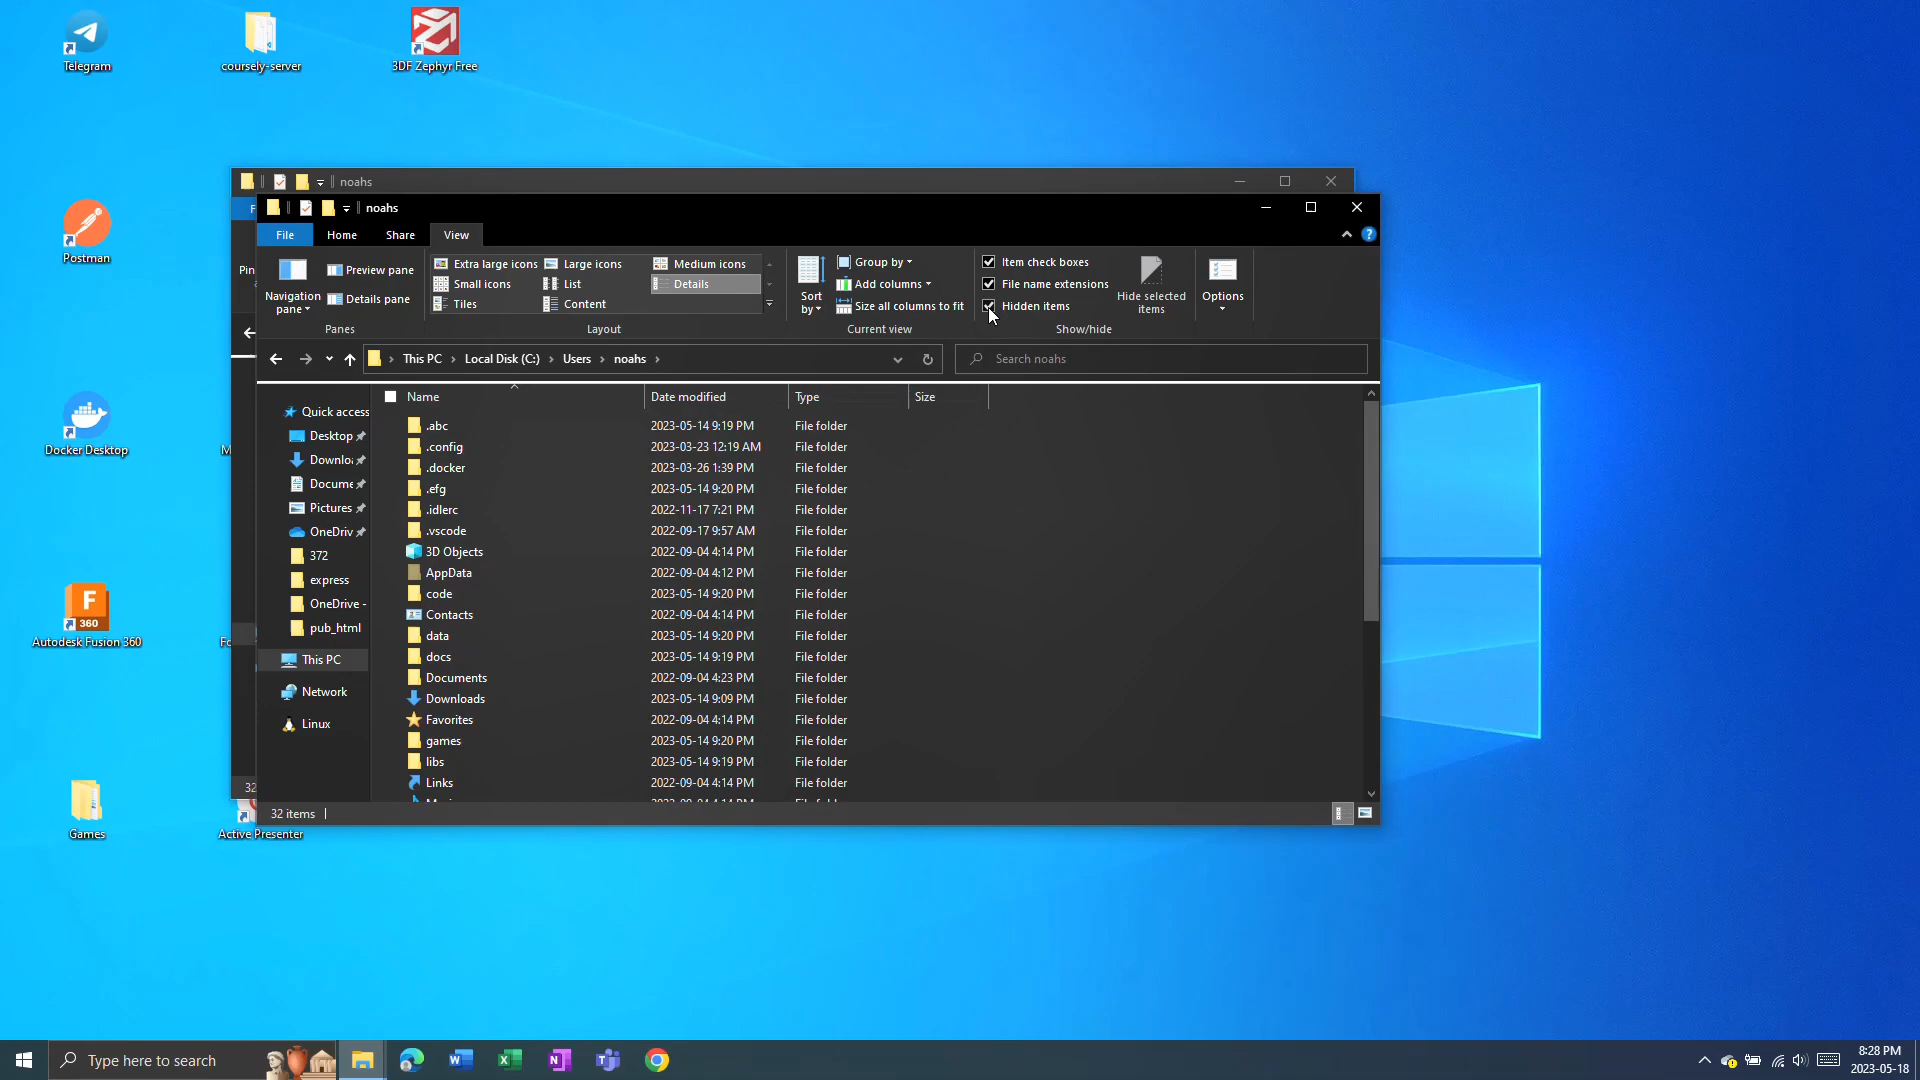 Telegram
coursely-server
3DF Zephyr Free
Postman
Docker Desktop
Autodesk Fusion 360
Games
Active Presenter
noahs
noahs
File
Home
Share
View
Pin
Navigation pane
Preview pane
Details pane
Panes
Extra large icons
Large icons
Medium icons
Small icons
List
Details
Tiles
Content
Layout
Sort by
Group by
Add columns
Size all columns to fit
Current view
Item check boxes
File name extensions
Hidden items
Hide selected items
Show/hide
Options
This PC > Local Disk (C:) > Users > noahs >
Search noahs
Quick access
Desktop
Downlo
Docume
Pictures
OneDriv
372
express
OneDrive -
pub_html
This PC
Network
Linux
Name Date modified Type Size
.abc 2023-05-14 9:19 PM File folder
.config 2023-03-23 12:19 AM File folder
.docker 2023-03-26 1:39 PM File folder
.efg 2023-05-14 9:20 PM File folder
.idlerc 2022-11-17 7:21 PM File folder
.vscode 2022-09-17 9:57 AM File folder
3D Objects 2022-09-04 4:14 PM File folder
AppData 2022-09-04 4:12 PM File folder
code 2023-05-14 9:20 PM File folder
Contacts 2022-09-04 4:14 PM File folder
data 2023-05-14 9:20 PM File folder
docs 2023-05-14 9:19 PM File folder
Documents 2022-09-04 4:23 PM File folder
Downloads 2023-05-14 9:09 PM File folder
Favorites 2022-09-04 4:14 PM File folder
games 2023-05-14 9:20 PM File folder
libs 2023-05-14 9:19 PM File folder
Links 2022-09-04 4:14 PM File folder
32
32 items
Type here to search
8:28 PM
2023-05-18